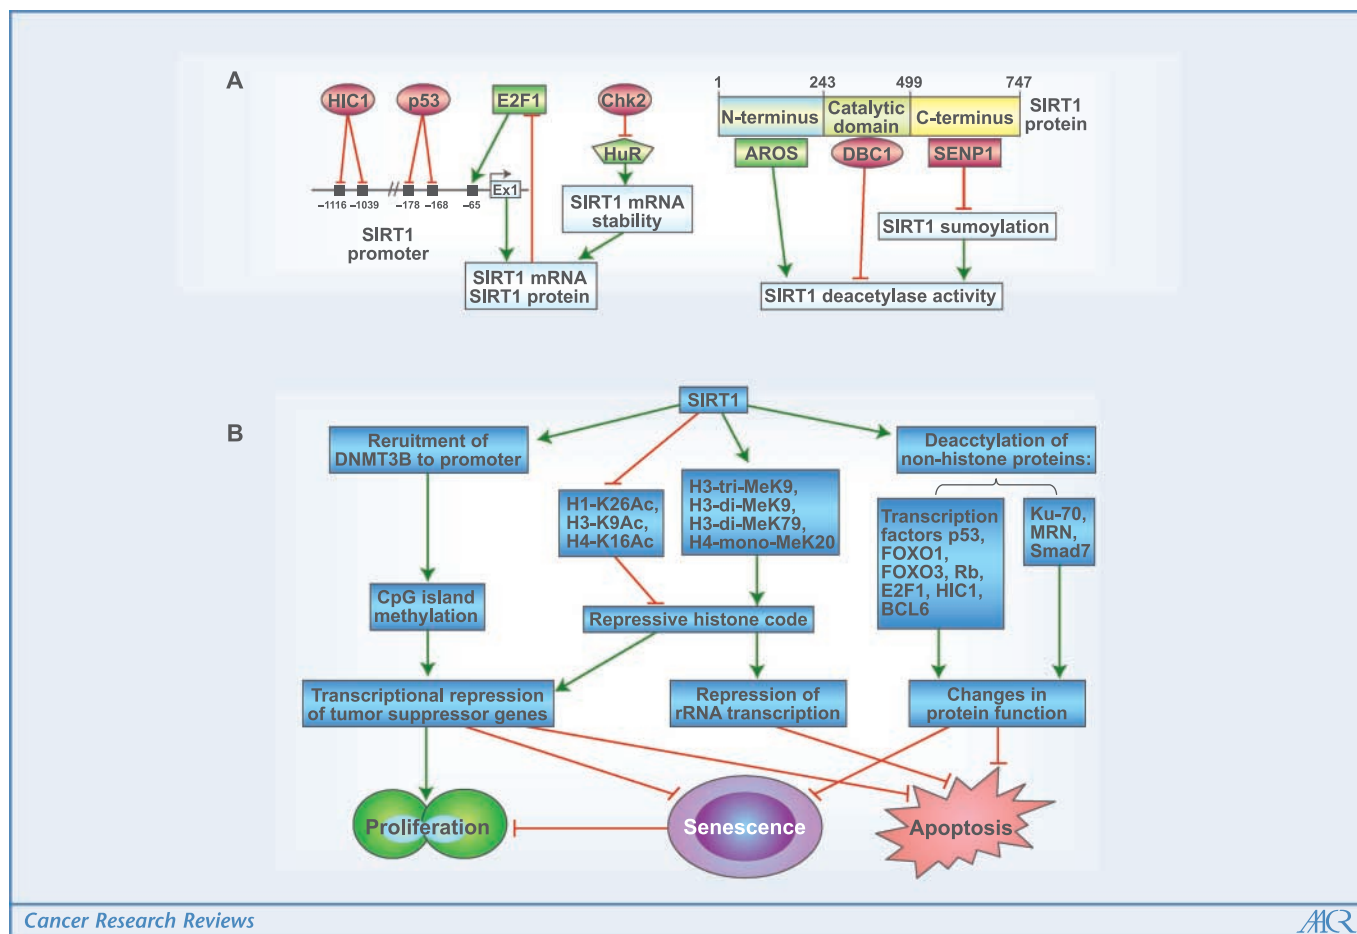 A
HIC1
p53
E2F1
Chk2
HuR
Ex1
–1116
–1039
–178
–168
–65
SIRT1
promoter
SIRT1 mRNA
stability
SIRT1 mRNA
SIRT1 protein
1
243
499
747
N-terminus
Catalytic
domain
C-terminus
SIRT1
protein
AROS
DBC1
SENP1
SIRT1 sumoylation
SIRT1 deacetylase activity
B
SIRT1
Reruitment of
DNMT3B to promoter
Deacctylation of
non-histone proteins:
H1-K26Ac,
H3-K9Ac,
H4-K16Ac
H3-tri-MeK9,
H3-di-MeK9,
H3-di-MeK79,
H4-mono-MeK20
Transcription
factors p53,
FOXO1,
FOXO3, Rb,
E2F1, HIC1,
BCL6
Ku-70,
MRN,
Smad7
CpG island
methylation
Repressive histone code
Transcriptional repression
of tumor suppressor genes
Repression of
rRNA transcription
Changes in
protein function
Proliferation
Senescence
Apoptosis
Cancer Research Reviews
AACR